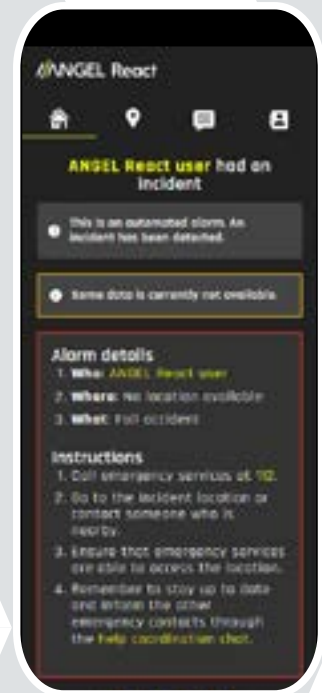 ANGEL React
ANGEL React user had an
incident
This is an automated alarm. An
incident has been detected.
Some data is currently not available
Alarm details
1. Who: ANGEL React user
2. Where: No location available
3. What: Fall accident
Instructions
1. Call emergency services at 112.
2. Go to the incident location or
contact someone who is
nearby.
3. Ensure that emergency services
are able to access the location.
4. Remember to stay up to date
and inform the other
emergency contacts through
the help coordination chat.